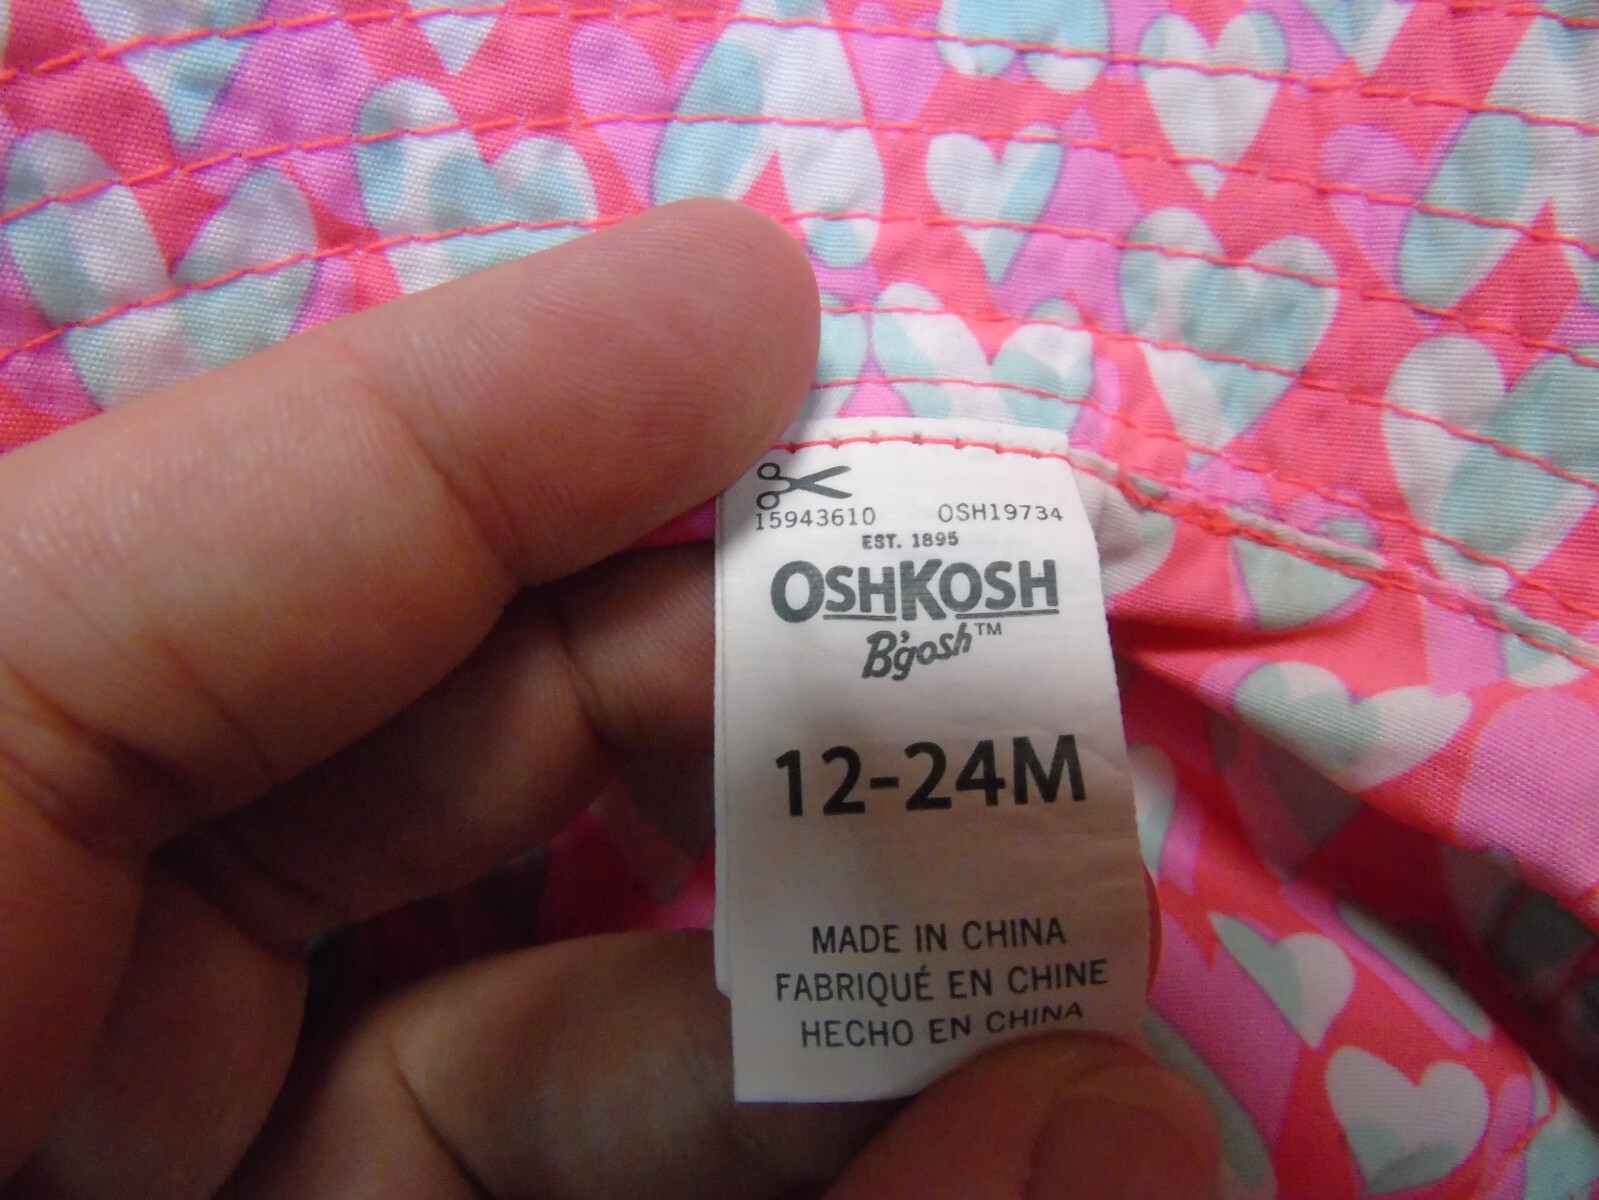 15943610 OSH19734
EST. 1895
OSHKOSH
B'gosh™
12-24M
MADE IN CHINA
FABRIQUÉ EN CHINE
HECHO EN CHINA